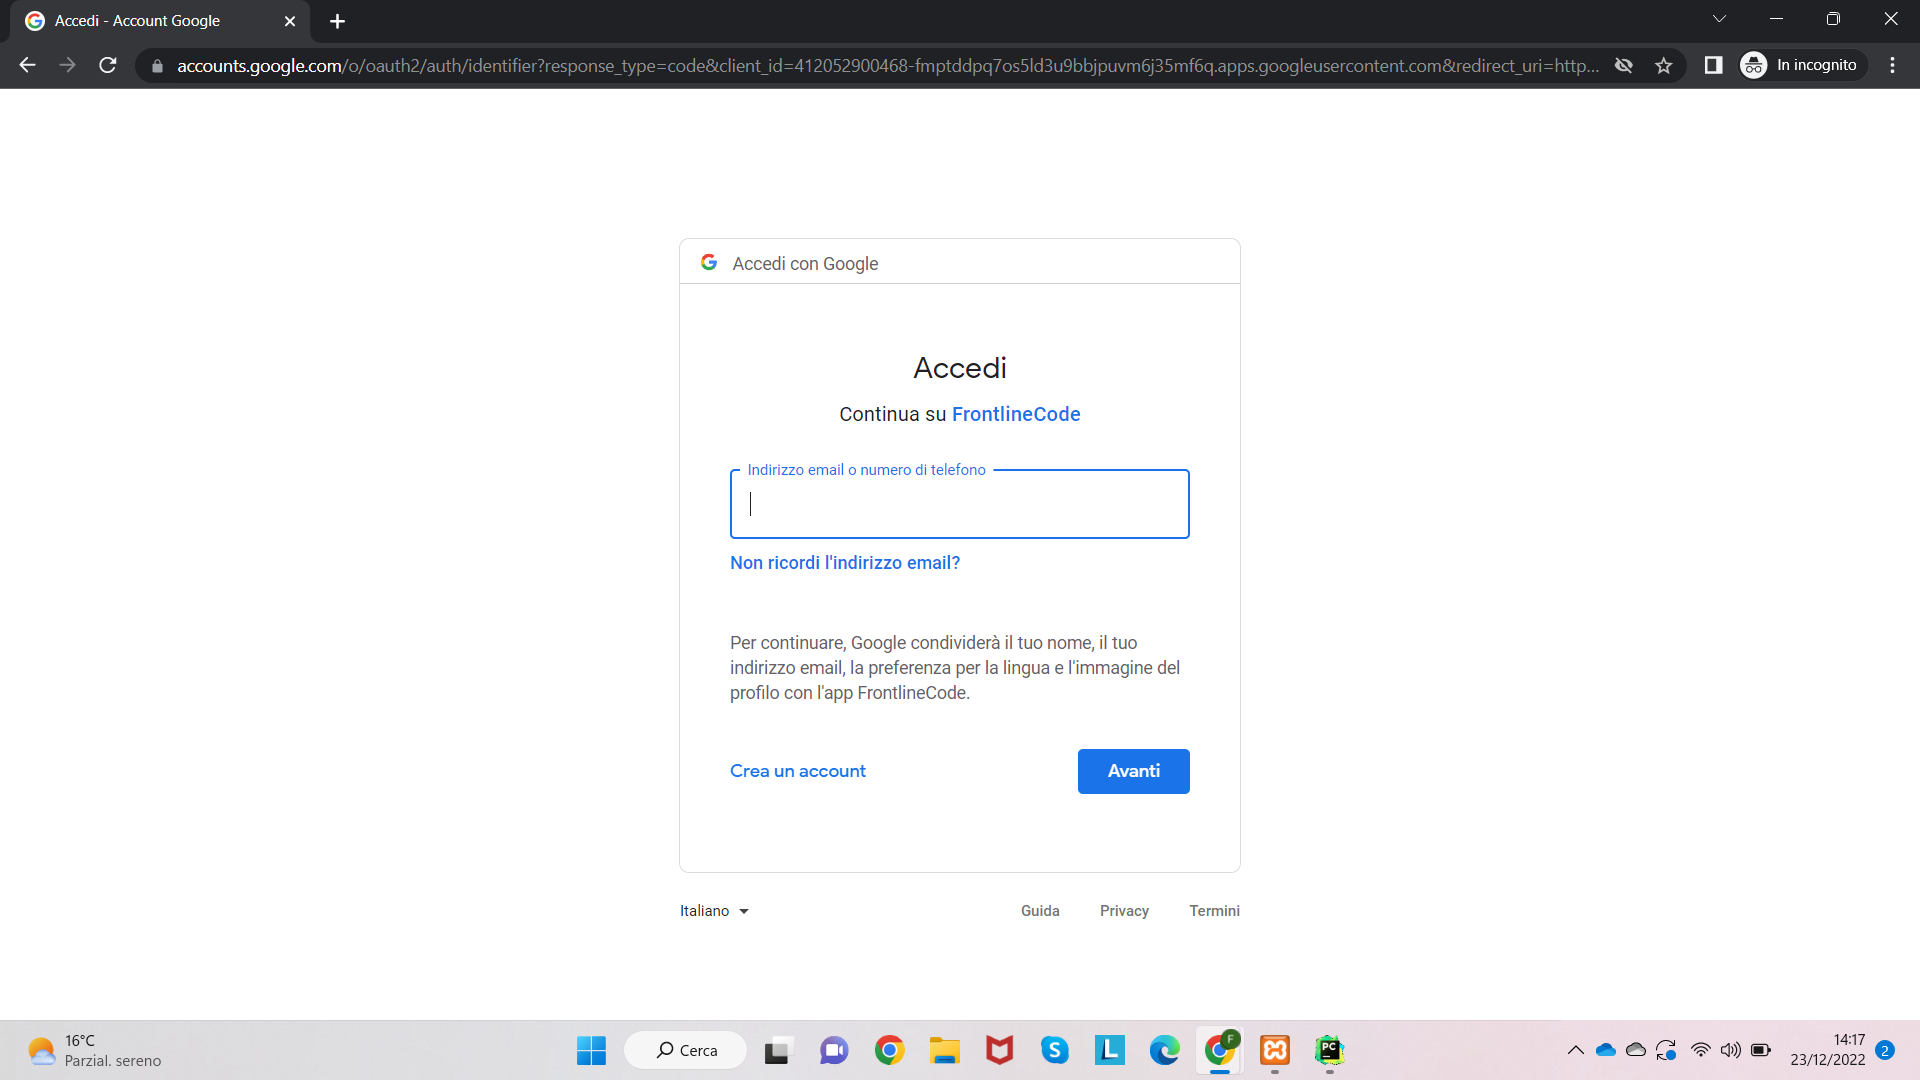 Accedi - Account Google
accounts.google.com/o/oauth2/auth/identifier?response_type=code&client_id=412052900468-fmptddpq7os5ld3u9bbjpuvm6j35mf6q.apps.googleusercontent.com&redirect_uri=http...
In incognito
Accedi con Google
Accedi
Continua su FrontlineCode
Indirizzo email o numero di telefono
Non ricordi l'indirizzo email?
Per continuare, Google condividerà il tuo nome, il tuo
indirizzo email, la preferenza per la lingua e l'immagine del
profilo con l'app FrontlineCode.
Crea un account
Avanti
Italiano
Guida
Privacy
Termini
16°C
Parzial. sereno
Cerca
S
L
F
PC
14:17
23/12/2022
2